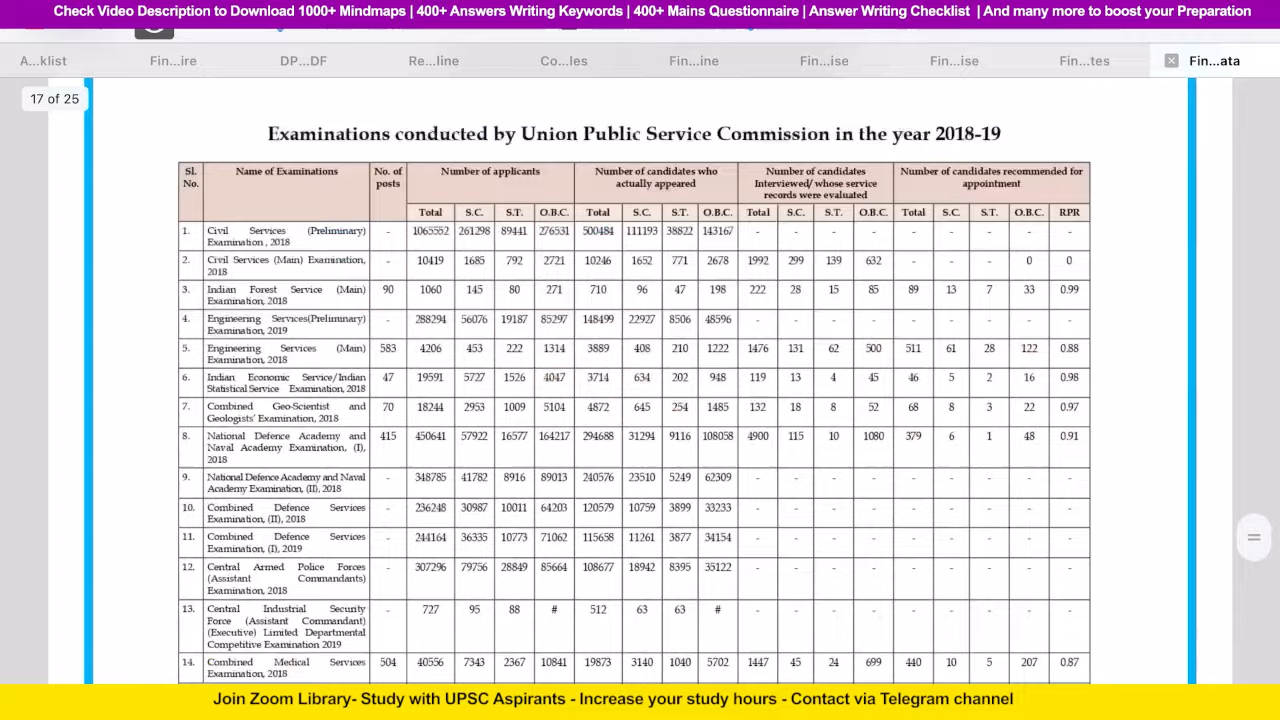 Check Video Description to Download 1000+ Mindmaps | 400+ Answers Writing Keywords | 400+ Mains Questionnaire | Answer Writing Checklist | And many more to boost your Preparation
A...klist Fin...ire DP...DF Re...line Co...les Fin...ine Fin...ise Fin...ise Fin...tes Fin...ata
17 of 25
Examinations conducted by Union Public Service Commission in the year 2018-19
Sl. No. Name of Examinations No. of posts Number of applicants Number of candidates who actually appeared Number of candidates Interviewed/ whose service records were evaluated Number of candidates recommended for appointment
Total S.C. S.T. O.B.C. Total S.C. S.T. O.B.C. Total S.C. S.T. O.B.C. Total S.C. S.T. O.B.C. RPR
1. Civil Services (Preliminary) Examination , 2018 - 1065552 261298 89441 276531 500484 111193 38822 143167 - - - - - - - - -
2. Civil Services (Main) Examination, 2018 - 10419 1685 792 2721 10246 1652 771 2678 1992 299 139 632 - - - 0 0
3. Indian Forest Service (Main) Examination, 2018 90 1060 145 80 271 710 96 47 198 222 28 15 85 89 13 7 33 0.99
4. Engineering Services(Preliminary) Examination, 2019 - 288294 56076 19187 85297 148499 22927 8506 48596 - - - - - - - - -
5. Engineering Services (Main) Examination, 2018 583 4206 453 222 1314 3889 408 210 1222 1476 131 62 500 511 61 28 122 0.88
6. Indian Economic Service/Indian Statistical Service Examination, 2018 47 19591 5727 1526 4047 3714 634 202 948 119 13 4 45 46 5 2 16 0.98
7. Combined Geo-Scientist and Geologists' Examination, 2018 70 18244 2953 1009 5104 4872 645 254 1485 132 18 8 52 68 8 3 22 0.97
8. National Defence Academy and Naval Academy Examination, (I), 2018 415 450641 57922 16577 164217 294688 31294 9116 108058 4900 115 10 1080 379 6 1 48 0.91
9. National Defence Academy and Naval Academy Examination, (II), 2018 - 348785 41782 8916 89013 240576 23510 5249 62309 - - - - - - - - -
10. Combined Defence Services Examination, (II), 2018 - 236248 30987 10011 64203 120579 10759 3899 33233 - - - - - - - - -
11. Combined Defence Services Examination, (I), 2019 - 244164 36335 10773 71062 115658 11261 3877 34154 - - - - - - - - -
12. Central Armed Police Forces (Assistant Commandants) Examination, 2018 - 307296 79756 28849 85664 108677 18942 8395 35122 - - - - - - - - -
13. Central Industrial Security Force (Assistant Commandant) (Executive) Limited Departmental Competitive Examination 2019 - 727 95 88 # 512 63 63 # - - - - - - - - -
14. Combined Medical Services Examination, 2018 504 40556 7343 2367 10841 19873 3140 1040 5702 1447 45 24 699 440 10 5 207 0.87
Join Zoom Library- Study with UPSC Aspirants - Increase your study hours - Contact via Telegram channel